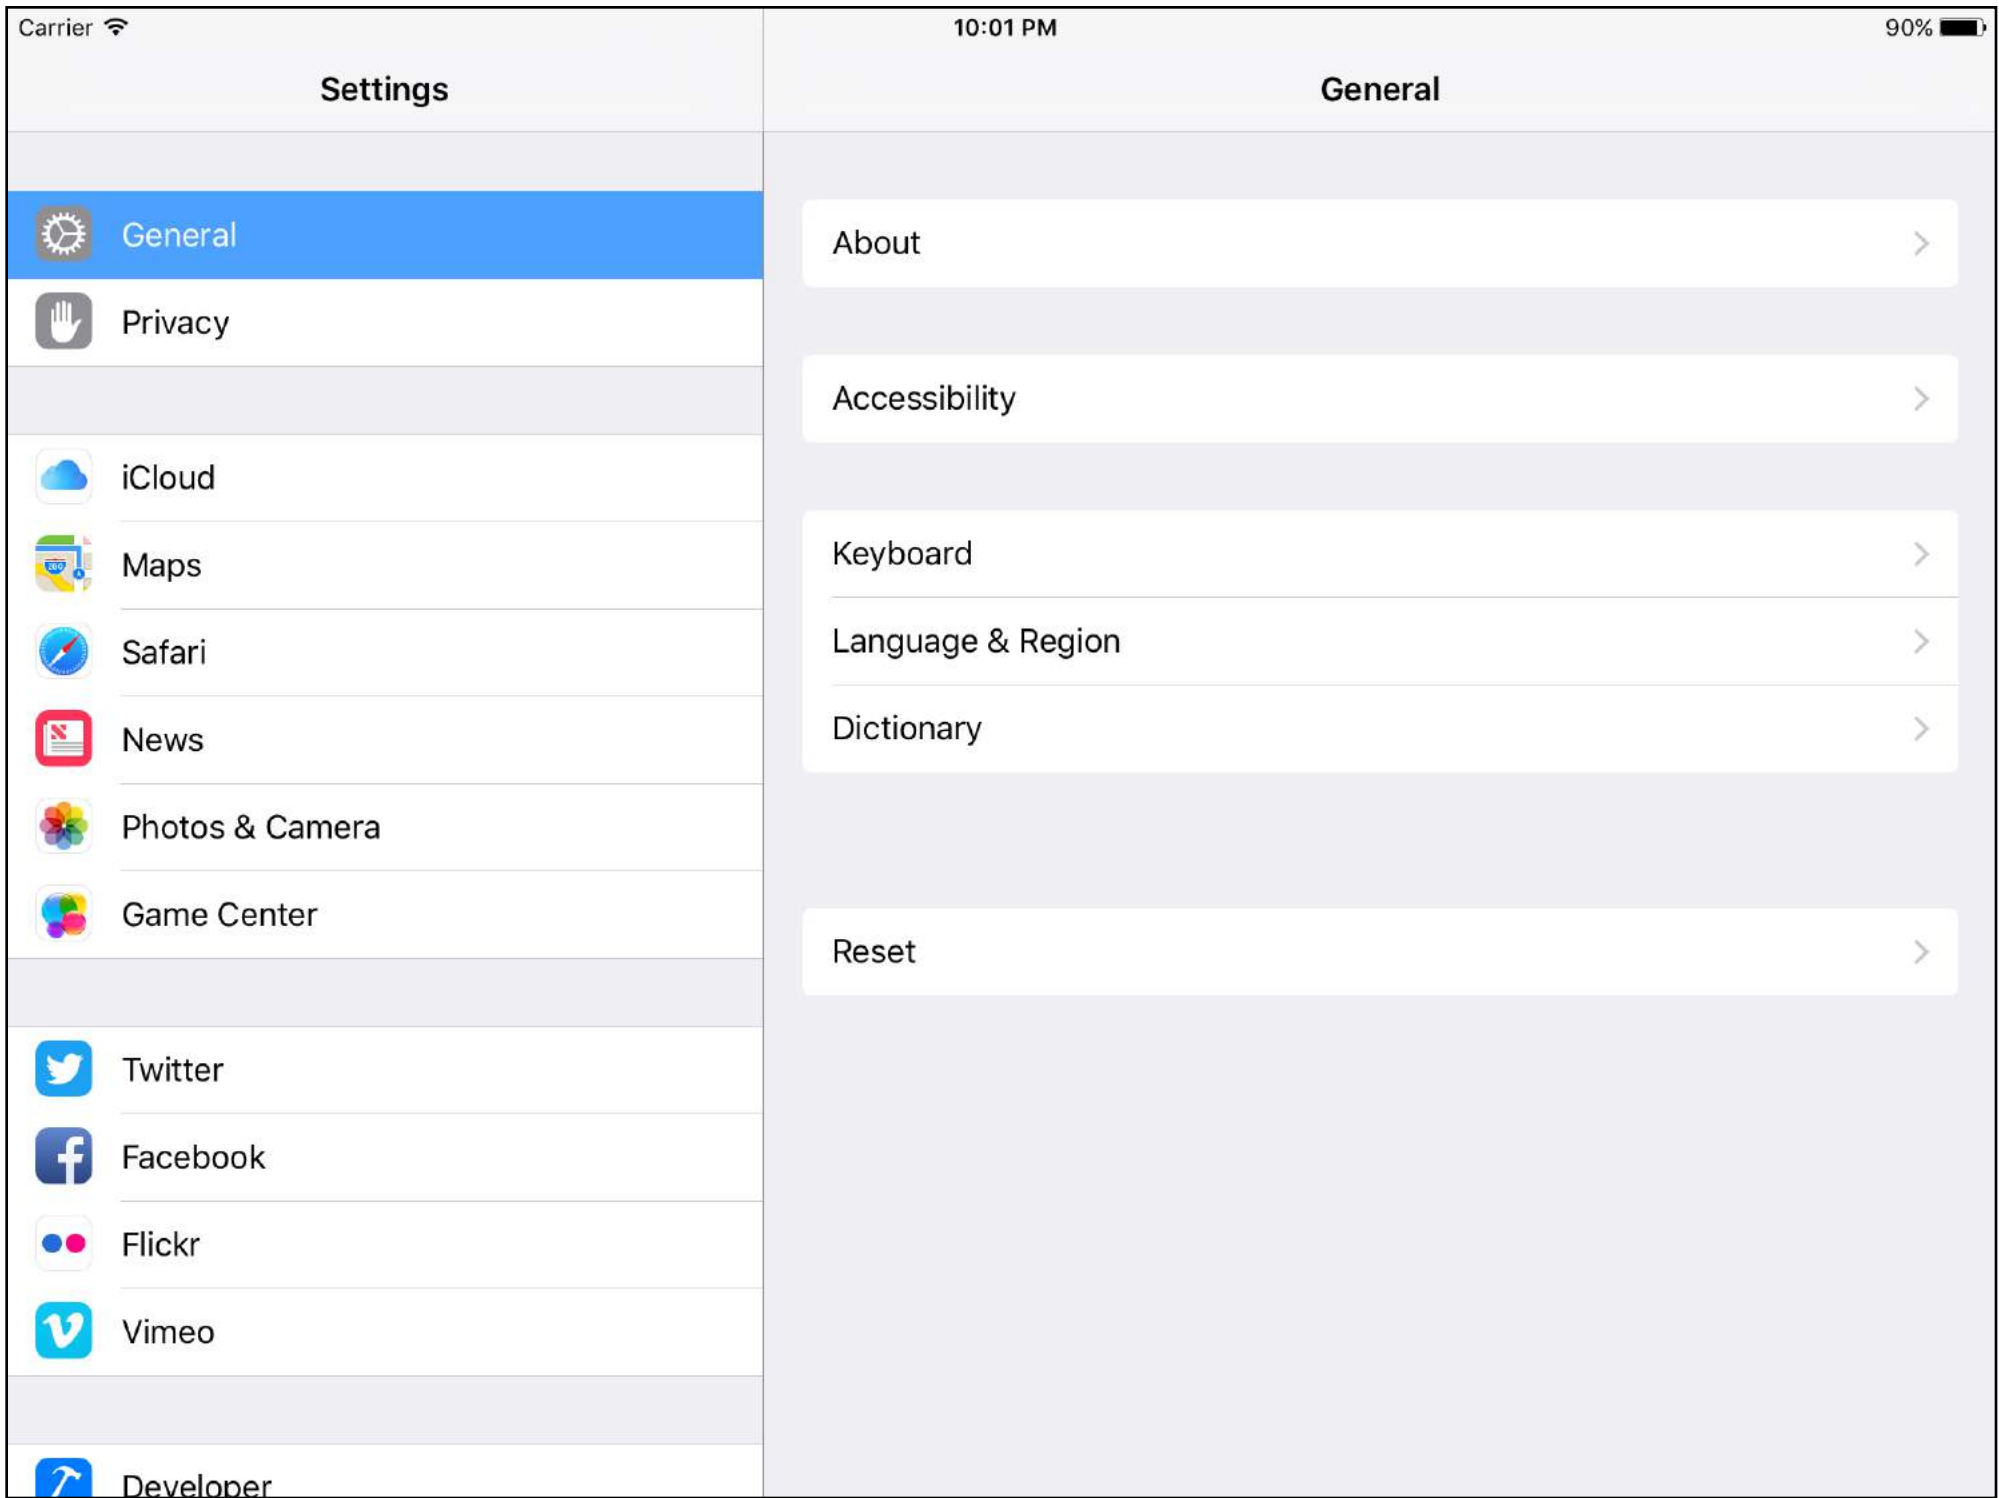 Carrier
10:01 PM
90%
Settings
General
General
Privacy
iCloud
Maps
Safari
News
Photos & Camera
Game Center
Twitter
Facebook
Flickr
Vimeo
Developer
About
Accessibility
Keyboard
Language & Region
Dictionary
Reset